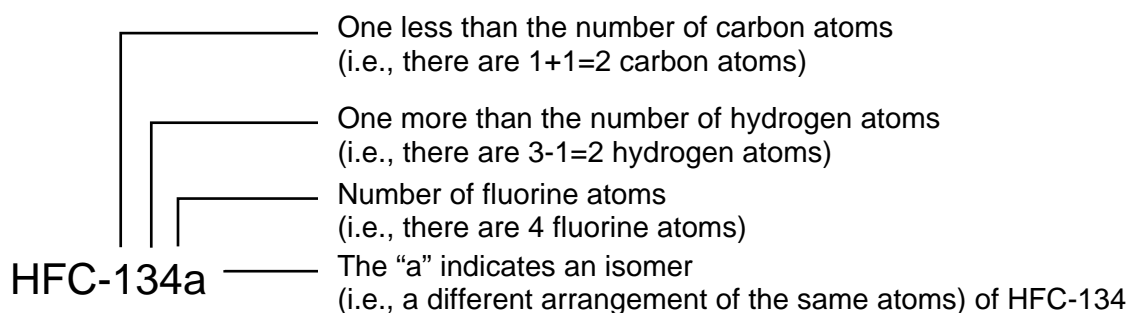 One less than the number of carbon atoms
(i.e., there are 1+1=2 carbon atoms)
One more than the number of hydrogen atoms
(i.e., there are 3-1=2 hydrogen atoms)
Number of fluorine atoms
(i.e., there are 4 fluorine atoms)
HFC-134a
The “a” indicates an isomer
(i.e., a different arrangement of the same atoms) of HFC-134